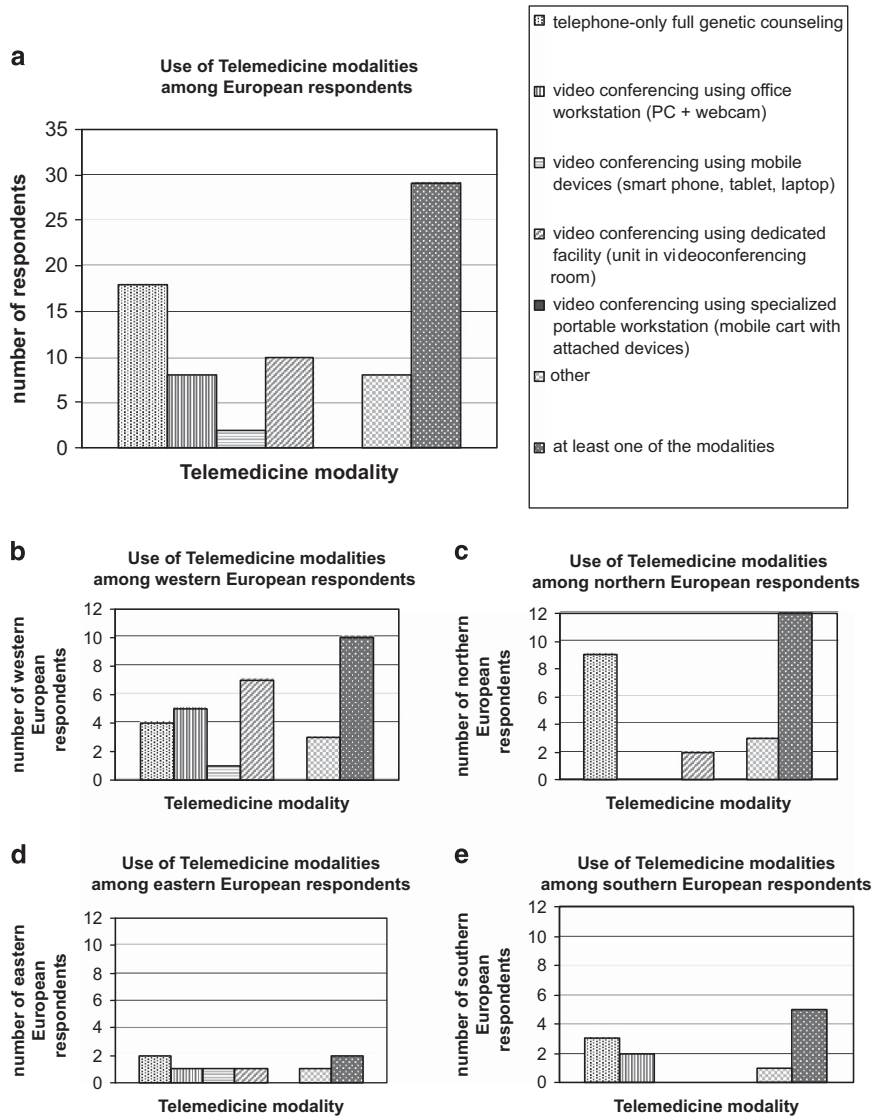 a
Use of Telemedicine modalities
among European respondents
number of respondents
35
30
25
20
15
10
5
0
Telemedicine modality
telephone-only full genetic counseling
video conferencing using office
workstation (PC + webcam)
video conferencing using mobile
devices (smart phone, tablet, laptop)
video conferencing using dedicated
facility (unit in videoconferencing
room)
video conferencing using specialized
portable workstation (mobile cart with
attached devices)
other
at least one of the modalities
b
Use of Telemedicine modalities
among western European respondents
number of western
European
respondents
12
10
8
6
4
2
0
Telemedicine modality
c
Use of Telemedicine modalities
among northern European respondents
number of northern
European
respondents
12
10
8
6
4
2
0
Telemedicine modality
d
Use of Telemedicine modalities
among eastern European respondents
number of eastern
European
respondents
12
10
8
6
4
2
0
Telemedicine modality
e
Use of Telemedicine modalities
among southern European respondents
number of southern
European
respondents
12
10
8
6
4
2
0
Telemedicine modality